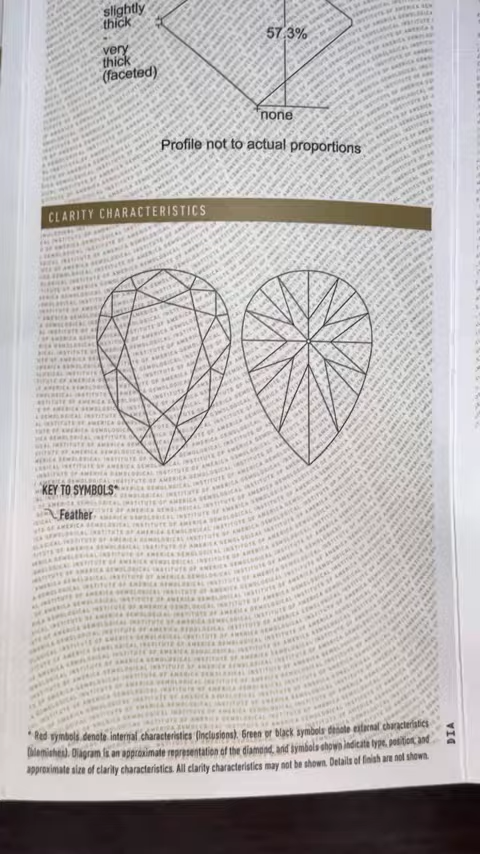 slightly
thick
-
very
thick
(faceted)
57.3%
none
Profile not to actual proportions
CLARITY CHARACTERISTICS
KEY TO SYMBOLS*
Feather
* Red symbols denote internal characteristics (inclusions). Green or black symbols denote external characteristics
(blemishes). Diagram is an approximate representation of the diamond, and symbols shown indicate type, position, and
approximate size of clarity characteristics. All clarity characteristics may not be shown. Details of finish are not shown.
DIA